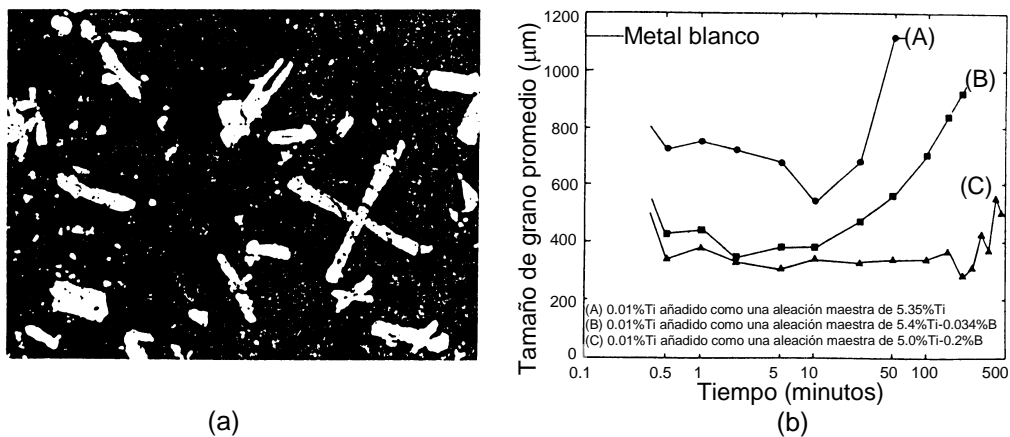 Tamaño de grano promedio (µm)
1200
1000
800
600
400
200
0
Metal blanco
(A)
(B)
(C)
(A) 0.01%Ti añadido como una aleación maestra de 5.35%Ti
(B) 0.01%Ti añadido como una aleación maestra de 5.4%Ti-0.034%B
(C) 0.01%Ti añadido como una aleación maestra de 5.0%Ti-0.2%B
0.1 0.5 1 5 10 50 100 500
Tiempo (minutos)
(a)
(b)